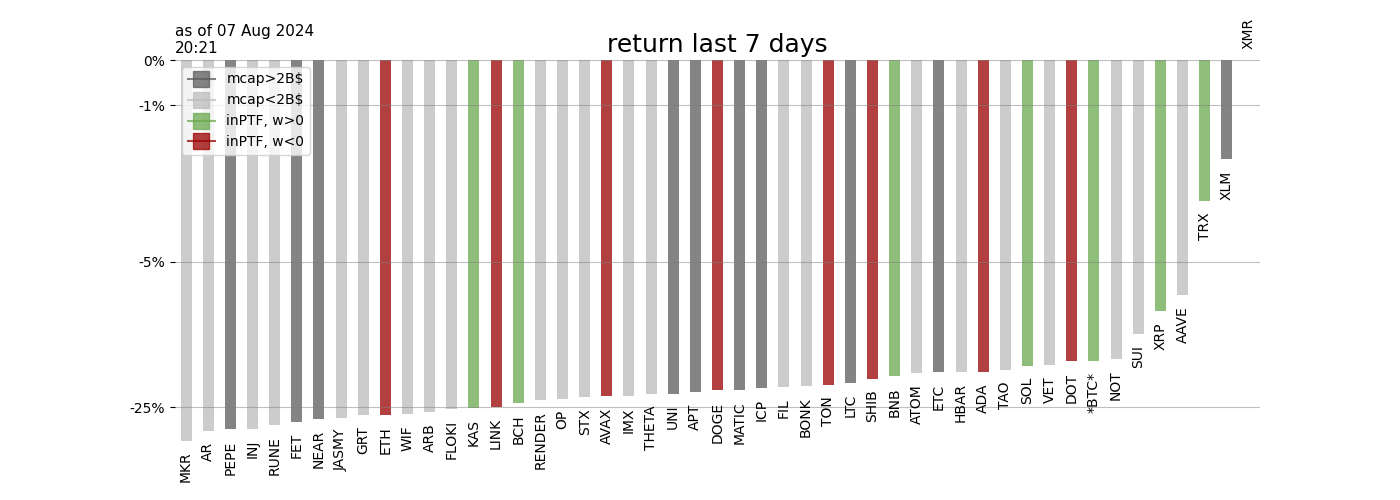 as of 07 Aug 2024
20:21
return last 7 days
XMR
0%
-1%
-5%
-25%
mcap>2B$
mcap<2B$
inPTF, w>0
inPTF, w<0
MKR
AR
PEPE
INJ
RUNE
FET
NEAR
JASMY
GRT
ETH
WIF
ARB
FLOKI
KAS
LINK
BCH
RENDER
OP
STX
AVAX
IMX
THETA
UNI
APT
DOGE
MATIC
ICP
FIL
BONK
TON
LTC
SHIB
BNB
ATOM
ETC
HBAR
ADA
TAO
SOL
VET
DOT
*BTC*
NOT
SUI
XRP
AAVE
TRX
XLM